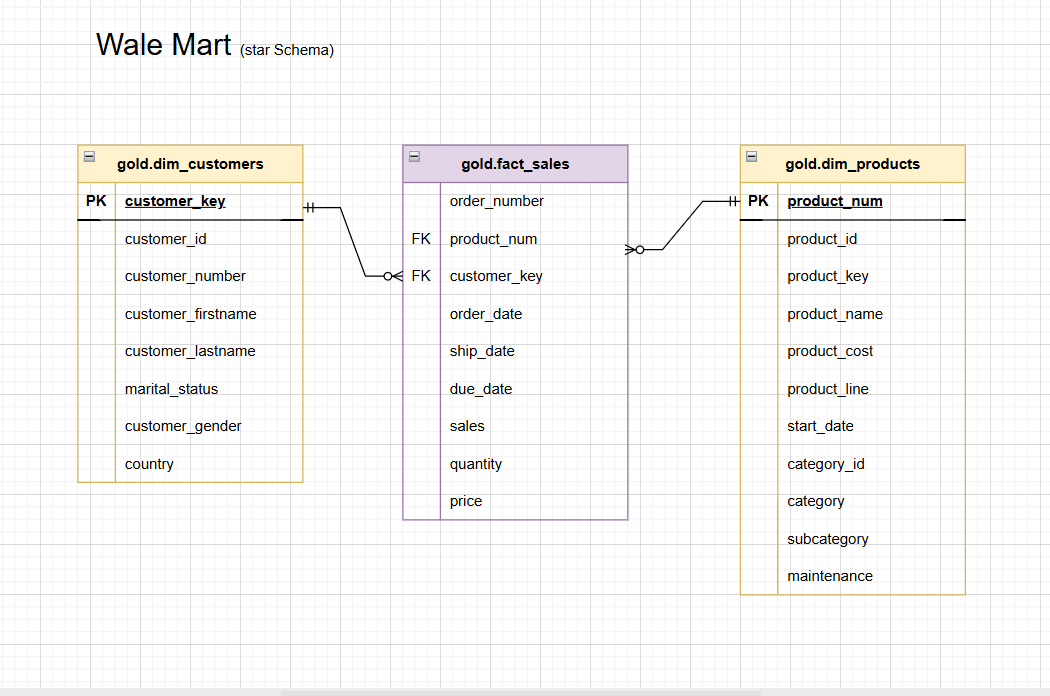 Wale Mart (star Schema)
gold.dim_customers
PK customer_key
customer_id
customer_number
customer_firstname
customer_lastname
marital_status
customer_gender
country
gold.fact_sales
order_number
FK product_num
FK customer_key
order_date
ship_date
due_date
sales
quantity
price
gold.dim_products
PK product_num
product_id
product_key
product_name
product_cost
product_line
start_date
category_id
category
subcategory
maintenance